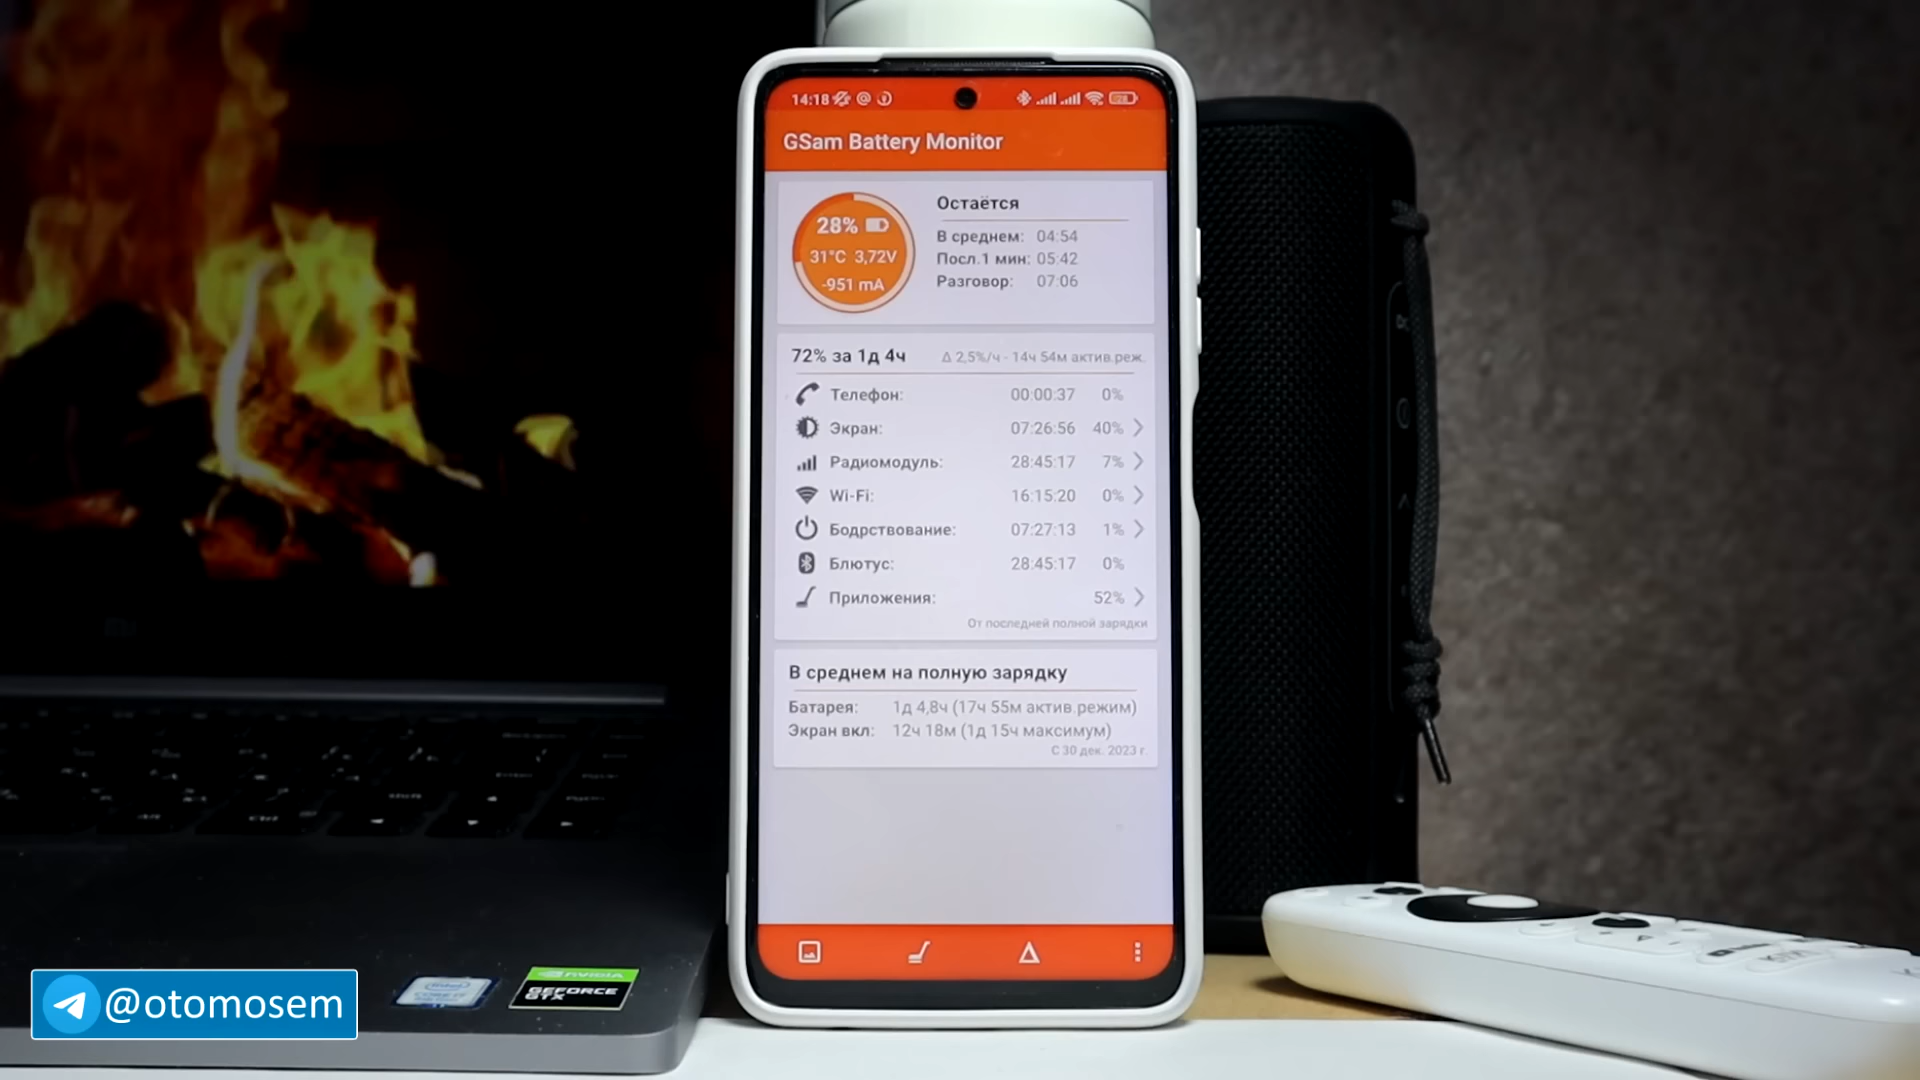 14:18
GSam Battery Monitor
28%
31°C 3,72V
-951 mA
Остаётся
В среднем: 04:54
Посл.1 мин: 05:42
Разговор: 07:06
72% за 1д 4ч Δ 2,5%/ч - 14ч 54м актив.реж.
Телефон: 00:00:37 0%
Экран: 07:26:56 40%
Радиомодуль: 28:45:17 7%
Wi-Fi: 16:15:20 0%
Бодрствование: 07:27:13 1%
Блютус: 28:45:17 0%
Приложения: 52%
От последней полной зарядки
В среднем на полную зарядку
Батарея: 1д 4,8ч (17ч 55м актив.режим)
Экран вкл: 12ч 18м (1д 15ч максимум)
С 30 дек. 2023 г.
intel
CORE i7
NVIDIA
GEFORCE
GTX
@otomosem